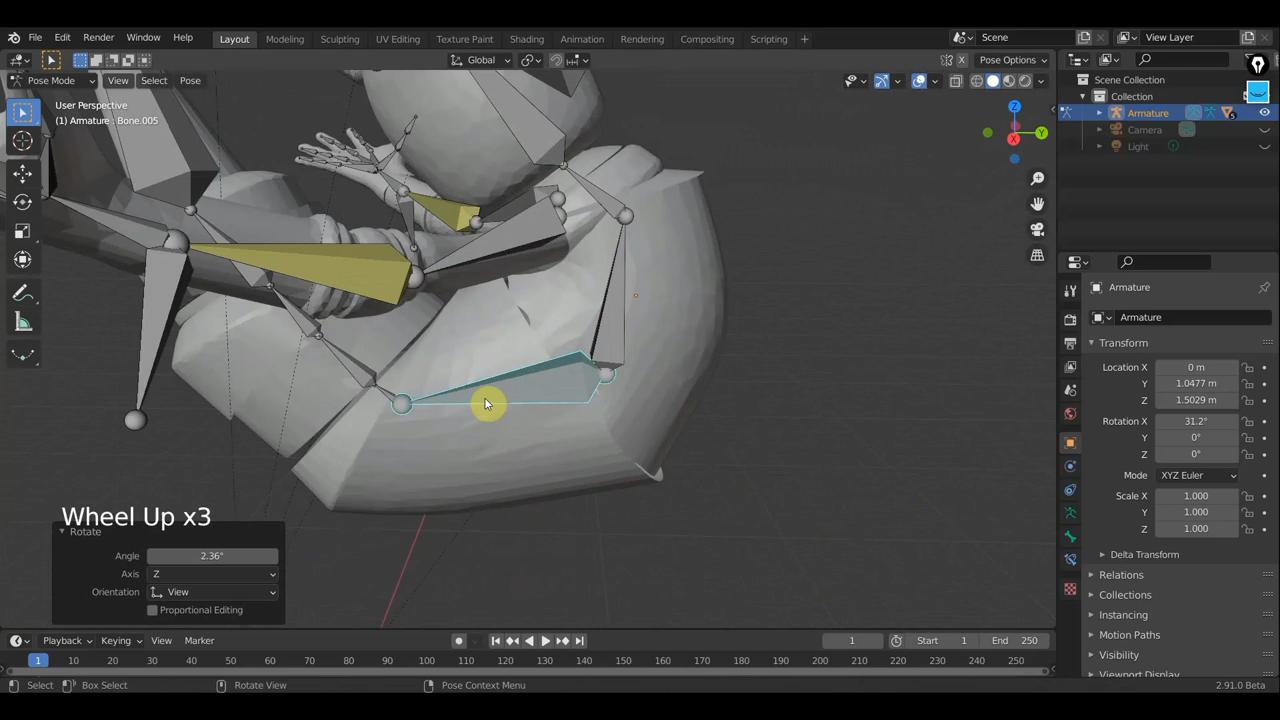 File Edit Render Window Help Layout Modeling Sculpting UV Editing Texture Paint Shading Animation Rendering Compositing Scripting + Scene View Layer
Global Pose Options
Pose Mode View Select Pose
User Perspective
(1) Armature : Bone.005
Z
Y
X
Scene Collection
Collection
Armature
Camera
Light
Armature
Armature
Transform
Location X 0 m
Y 1.0477 m
Z 1.5029 m
Rotation X 31.2°
Y 0°
Z 0°
Mode XYZ Euler
Scale X 1.000
Y 1.000
Z 1.000
Delta Transform
Relations
Collections
Instancing
Motion Paths
Visibility
Viewport Display
Wheel Up x3
Rotate
Angle 2.36°
Axis Z
Orientation View
Proportional Editing
Playback Keying View Marker 1 Start 1 End 250
1 10 20 30 40 50 60 70 80 90 100 110 120 130 140 150 160 170 180 190 200 210 220 230 240 250
Select Box Select Rotate View Pose Context Menu 2.91.0 Beta